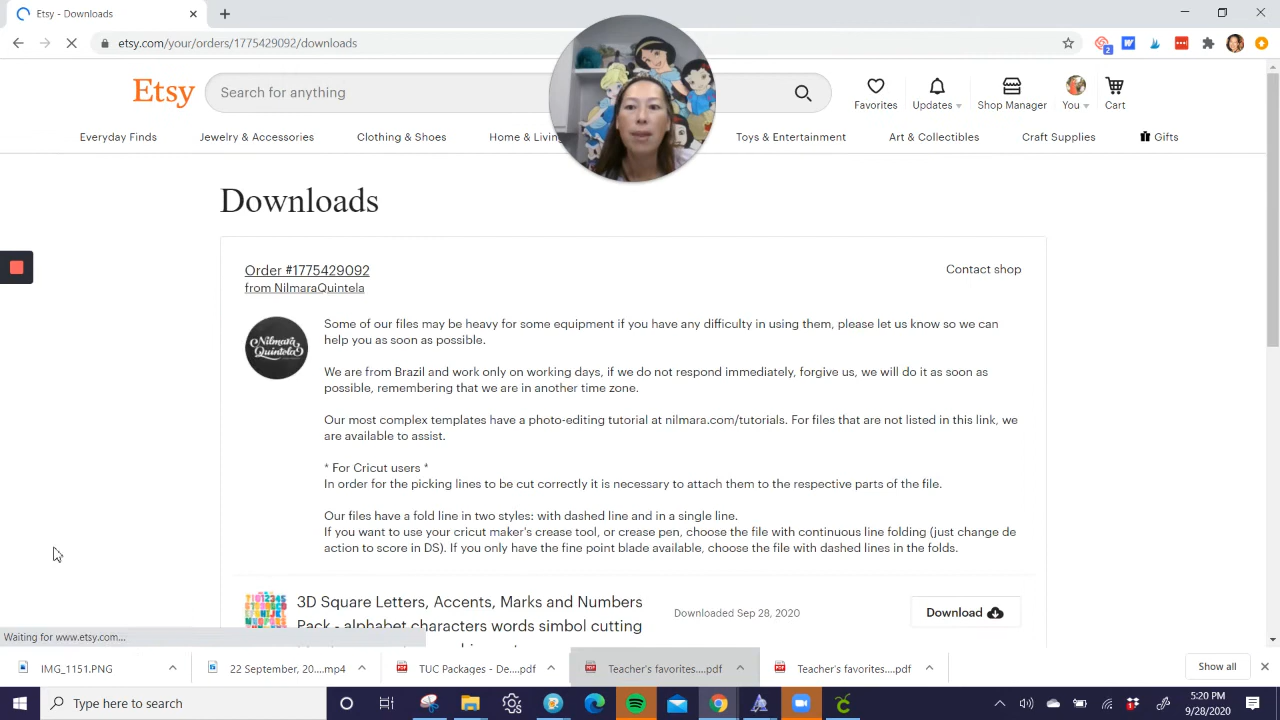 Etsy - Downloads
etsy.com/your/orders/1775429092/downloads
2
Etsy
Search for anything
Favorites
Updates
Shop Manager
You
Cart
Everyday Finds
Jewelry & Accessories
Clothing & Shoes
Home & Livin
Toys & Entertainment
Art & Collectibles
Craft Supplies
Gifts
Downloads
Order #1775429092
Contact shop
from NilmaraQuintela
Nilmara
Quintela
Some of our files may be heavy for some equipment if you have any difficulty in using them, please let us know so we can
help you as soon as possible.
We are from Brazil and work only on working days, if we do not respond immediately, forgive us, we will do it as soon as
possible, remembering that we are in another time zone.
Our most complex templates have a photo-editing tutorial at nilmara.com/tutorials. For files that are not listed in this link, we
are available to assist.
* For Cricut users *
In order for the picking lines to be cut correctly it is necessary to attach them to the respective parts of the file.
Our files have a fold line in two styles: with dashed line and in a single line.
If you want to use your cricut maker's crease tool, or crease pen, choose the file with continuous line folding (just change de
action to score in DS). If you only have the fine point blade available, choose the file with dashed lines in the folds.
3D Square Letters, Accents, Marks and Numbers
Pack - alphabet characters words simbol cutting
Downloaded Sep 28, 2020
Download
Waiting for www.etsy.com...
IMG_1151.PNG
22 September, 20....mp4
TUC Packages - De....pdf
Teacher's favorites....pdf
Teacher's favorites....pdf
Show all
Type here to search
5:20 PM
9/28/2020